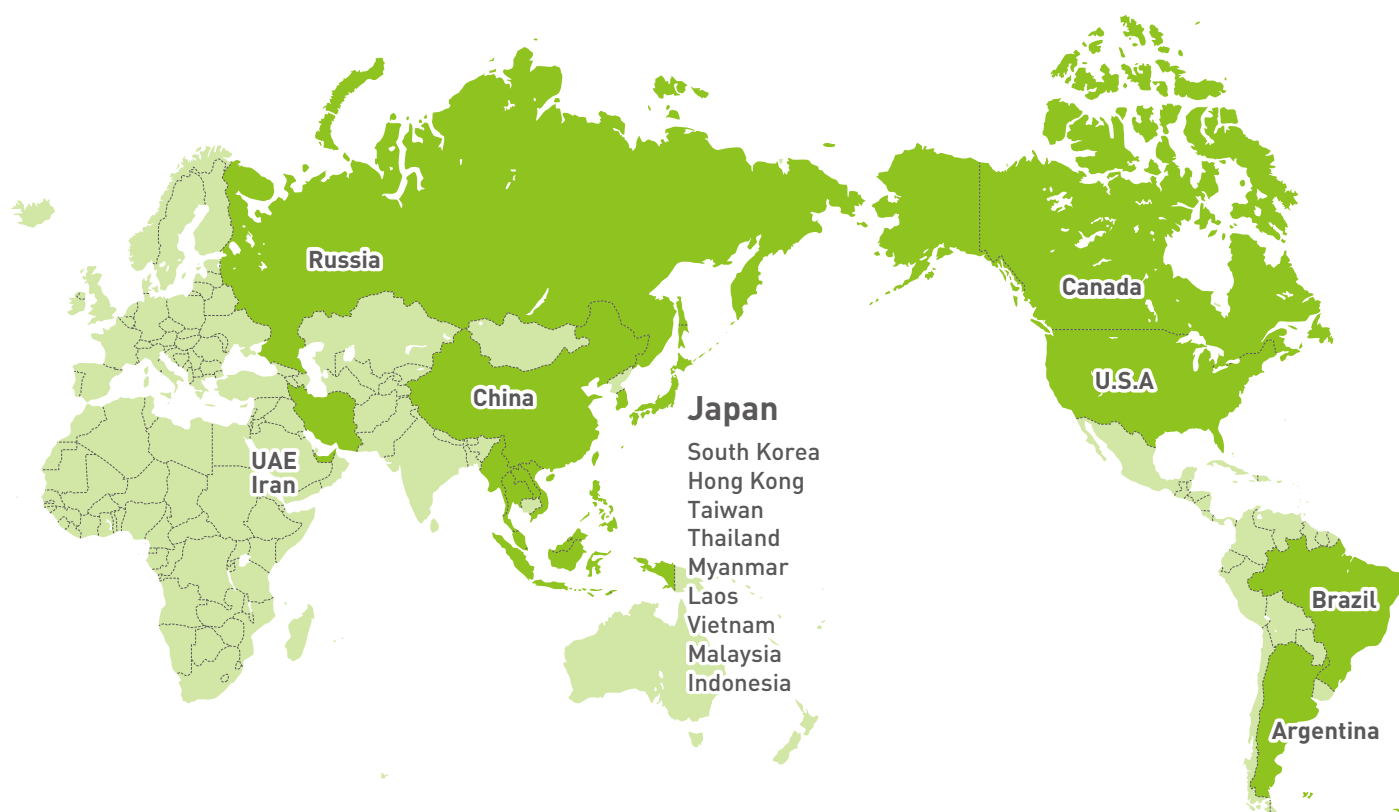 Russia
China
UAE
Iran
Japan
South Korea
Hong Kong
Taiwan
Thailand
Myanmar
Laos
Vietnam
Malaysia
Indonesia
Canada
U.S.A
Brazil
Argentina